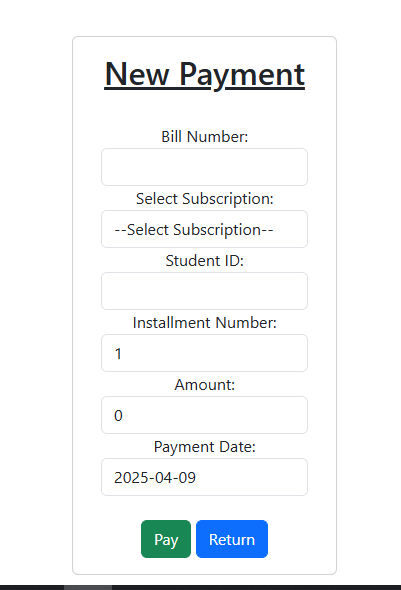 New Payment
Bill Number:
Select Subscription:
--Select Subscription--
Student ID:
Installment Number:
1
Amount:
0
Payment Date:
2025-04-09
Pay Return